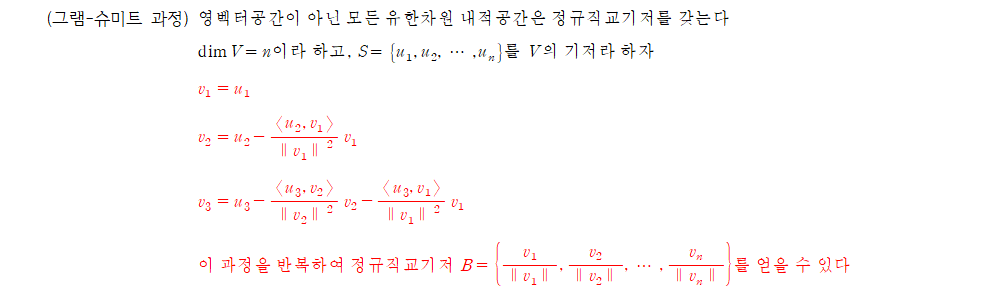 (그램-슈미트 과정) 영벡터공간이 아닌 모든 유한차원 내적공간은 정규직교기저를 갖는다
dim V = n이라 하고, S = {u₁, u₂, ⋯ ,uₙ}를 V의 기저라 하자
v₁ = u₁
v₂ = u₂ − 〈u₂, v₁〉/‖v₁‖² v₁
v₃ = u₃ − 〈u₃, v₂〉/‖v₂‖² v₂ − 〈u₃, v₁〉/‖v₁‖² v₁
이 과정을 반복하여 정규직교기저 B = {v₁/‖v₁‖, v₂/‖v₂‖, ⋯ , vₙ/‖vₙ‖}를 얻을 수 있다